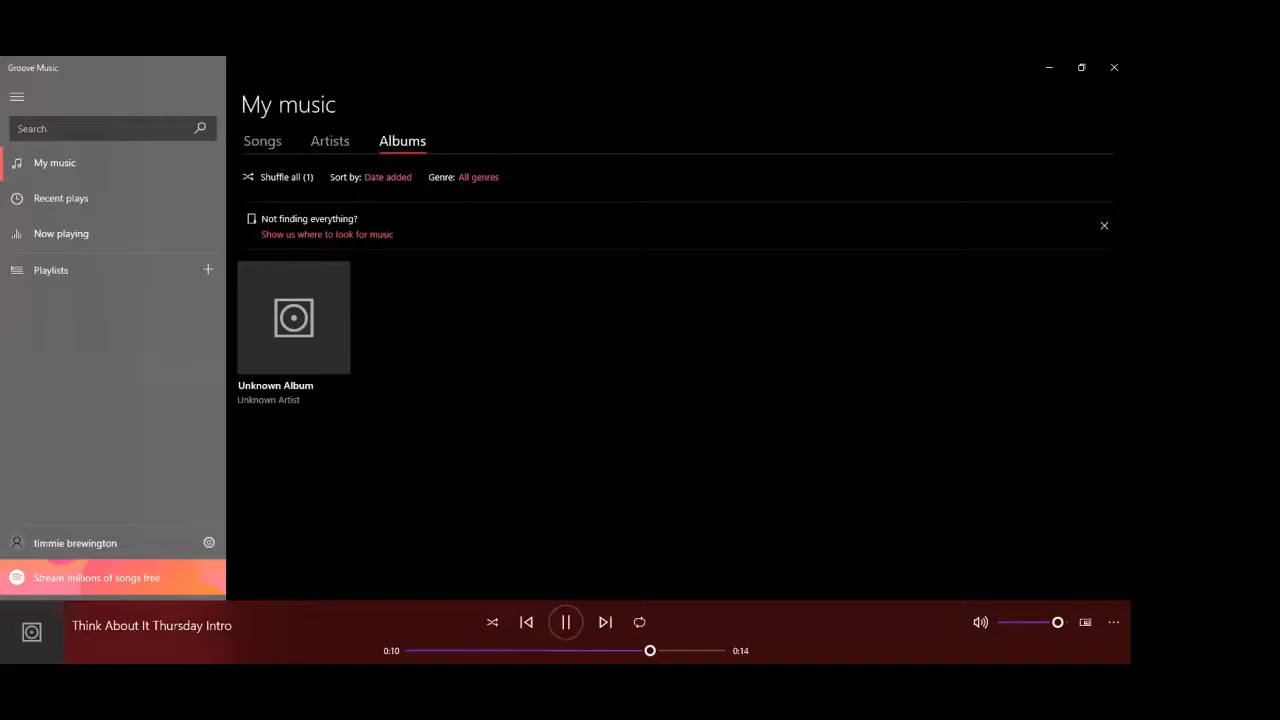 Groove Music
Search
My music
Recent plays
Now playing
Playlists
timmie brewington
Stream millions of songs free
My music
Songs Artists Albums
Shuffle all (1) Sort by: Date added Genre: All genres
Not finding everything?
Show us where to look for music
Unknown Album
Unknown Artist
Think About It Thursday Intro
0:10 0:14